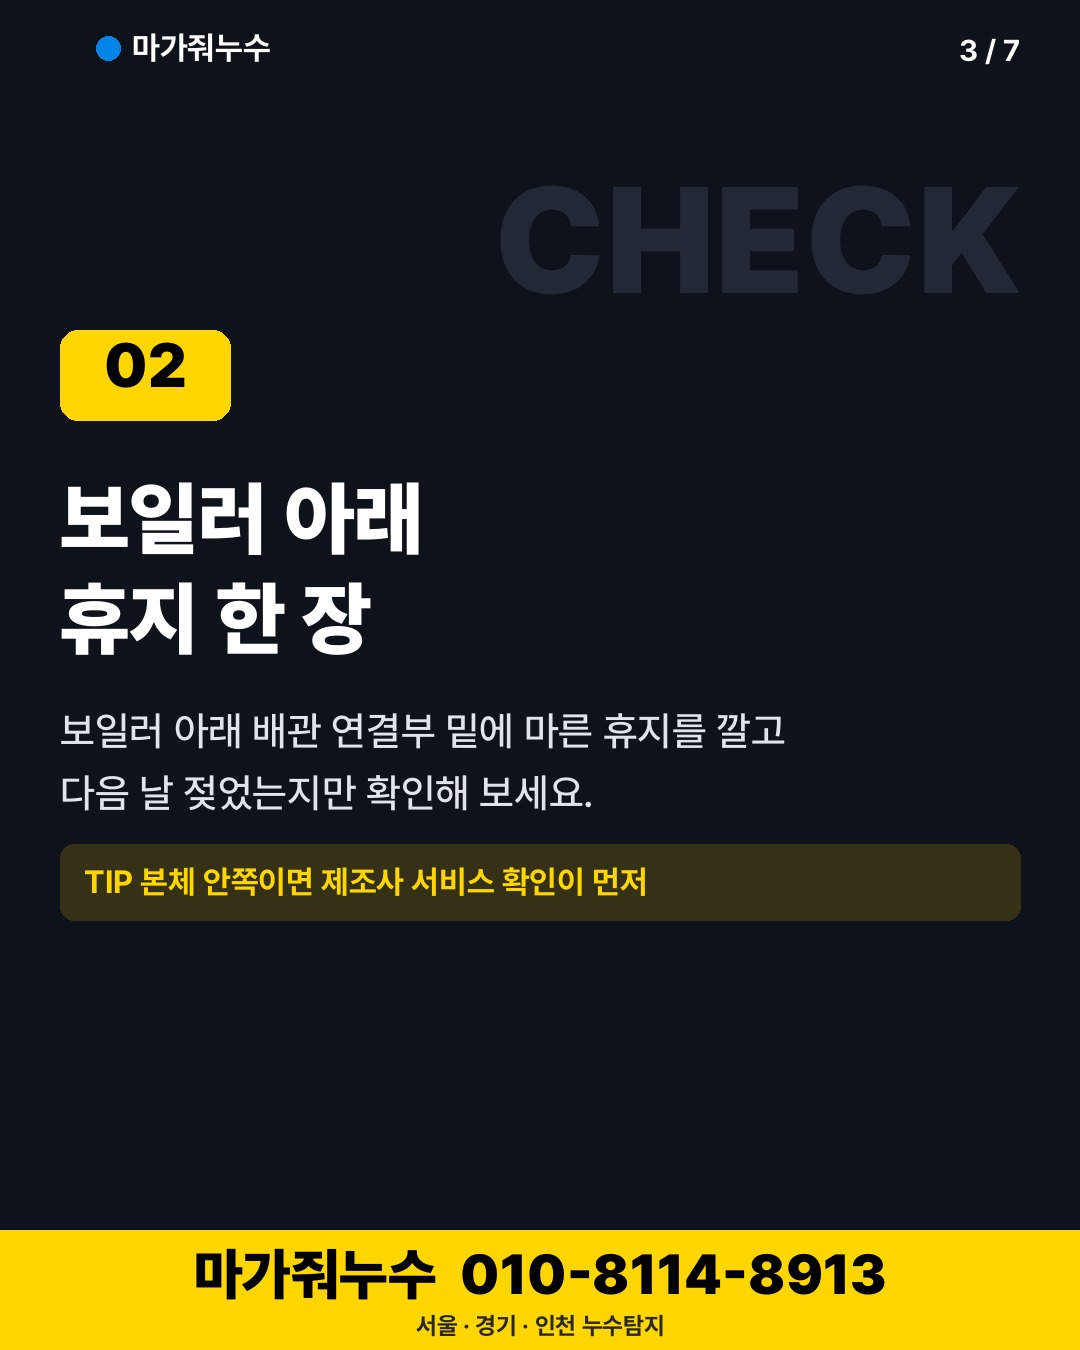 마가줘누수
3 / 7
CHECK
02
보일러 아래
휴지 한 장
보일러 아래 배관 연결부 밑에 마른 휴지를 깔고
다음 날 젖었는지만 확인해 보세요.
TIP 본체 안쪽이면 제조사 서비스 확인이 먼저
마가줘누수 010-8114-8913
서울 · 경기 · 인천 누수탐지